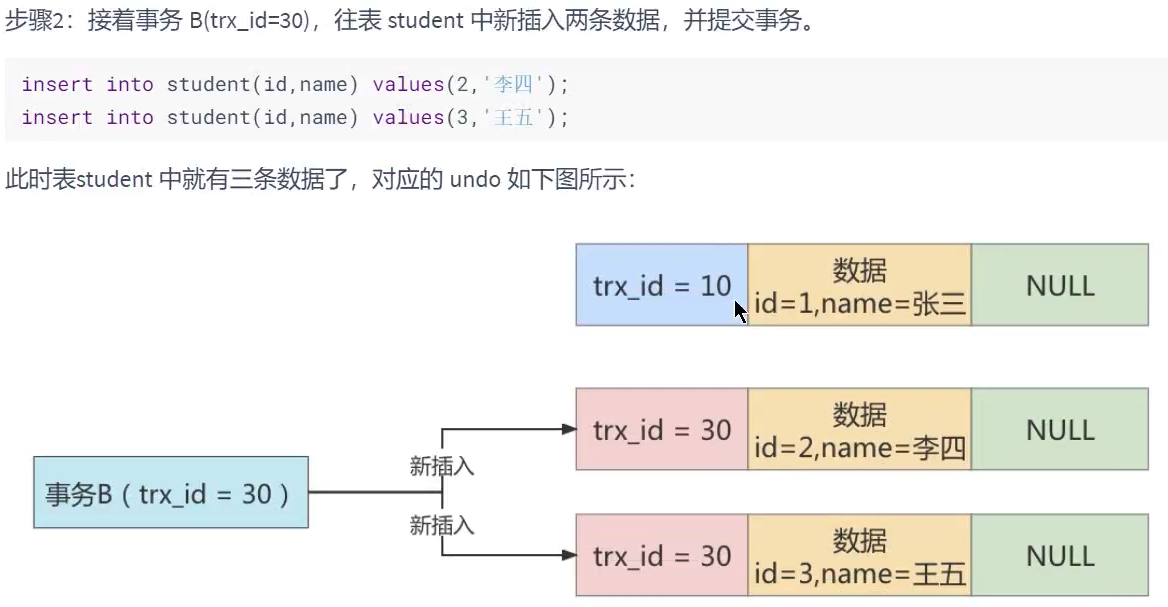 步骤2：接着事务 B(trx_id=30)，往表 student 中新插入两条数据，并提交事务。
insert into student(id,name) values(2,'李四');
insert into student(id,name) values(3,'王五');
此时表student 中就有三条数据了，对应的 undo 如下图所示：
trx_id = 10
数据
id=1,name=张三
NULL
trx_id = 30
数据
id=2,name=李四
NULL
新插入
事务B（trx_id = 30）
新插入
trx_id = 30
数据
id=3,name=王五
NULL